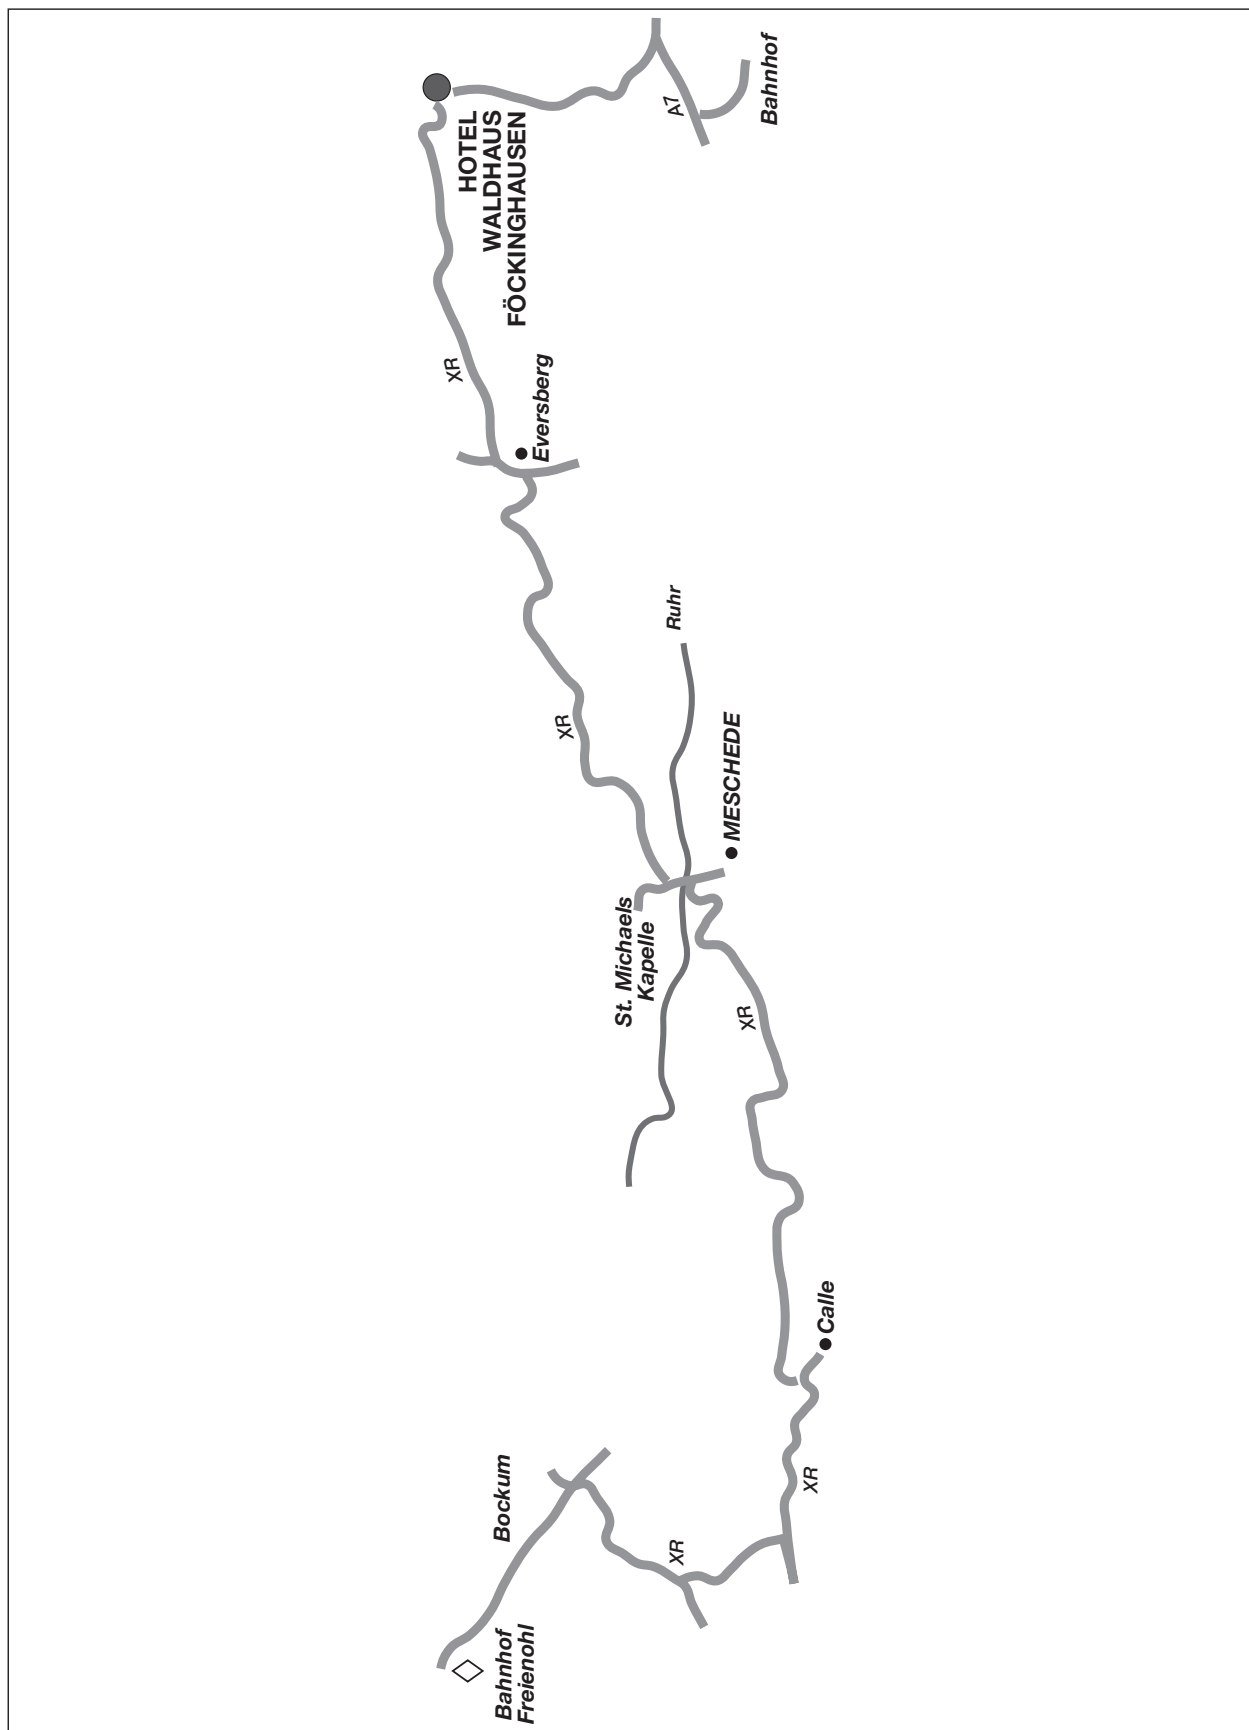 Bahnhof
Freienohl
Bockum
XR
XR
Calle
XR
St. Michaels
Kapelle
MESCHEDE
Ruhr
XR
Eversberg
XR
HOTEL
WALDHAUS
FÖCKINGHAUSEN
A7
Bahnhof